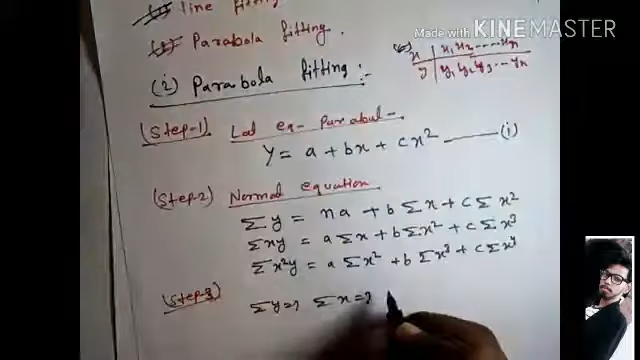 line fitting
Made with KINEMASTER
Parabola fitting.
x | x1, x2 ..... xn
y | y1 y2 y3 ... yn
(i) Parabola fitting :-
(Step-1) Let eq- Parabul-
y = a + bx + cx² —— (i)
(Step-2) Normal equation
Σy = na + bΣx + cΣx²
Σxy = aΣx + bΣx² + cΣx³
Σx²y = aΣx² + bΣx³ + cΣx⁴
(Step-3) Σy=?, Σx=?